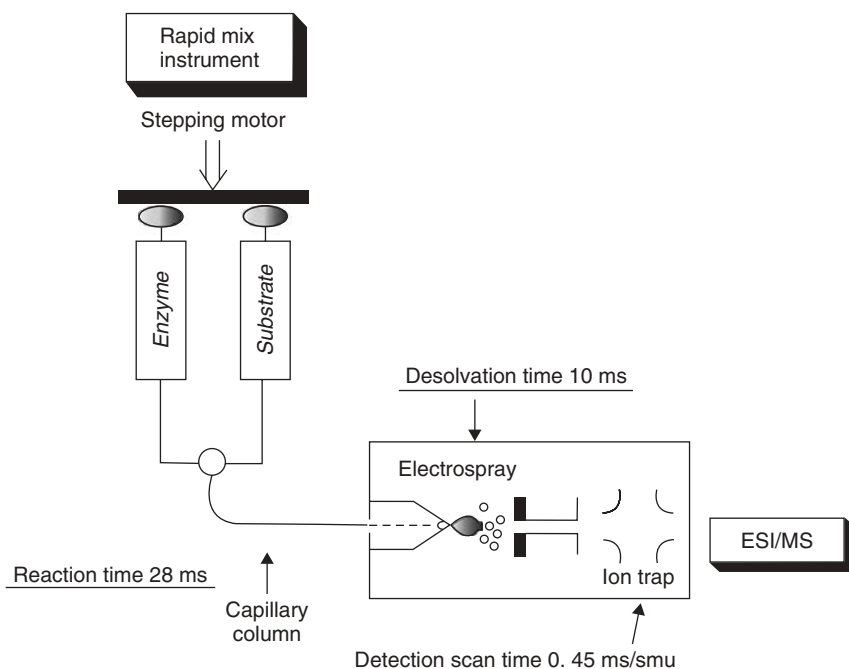 Rapid mix
instrument
Stepping motor
Enzyme
Substrate
Desolvation time 10 ms
Electrospray
ESI/MS
Ion trap
Reaction time 28 ms
Capillary
column
Detection scan time 0. 45 ms/smu